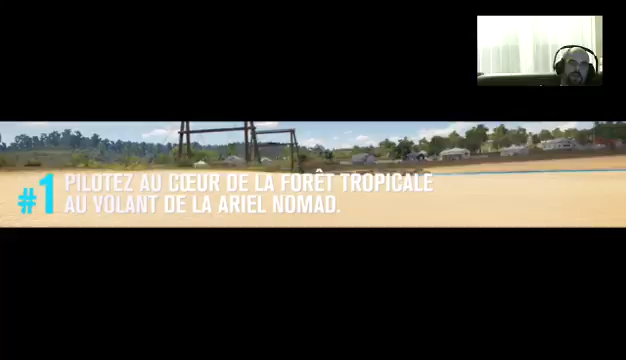 #1 PILOTEZ AU CŒUR DE LA FORÊT TROPICALE
AU VOLANT DE LA ARIEL NOMAD.